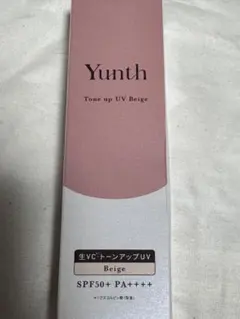 Yunth
Tone up UV Beige
生VC*トーンアップUV
Beige
SPF50+ PA++++